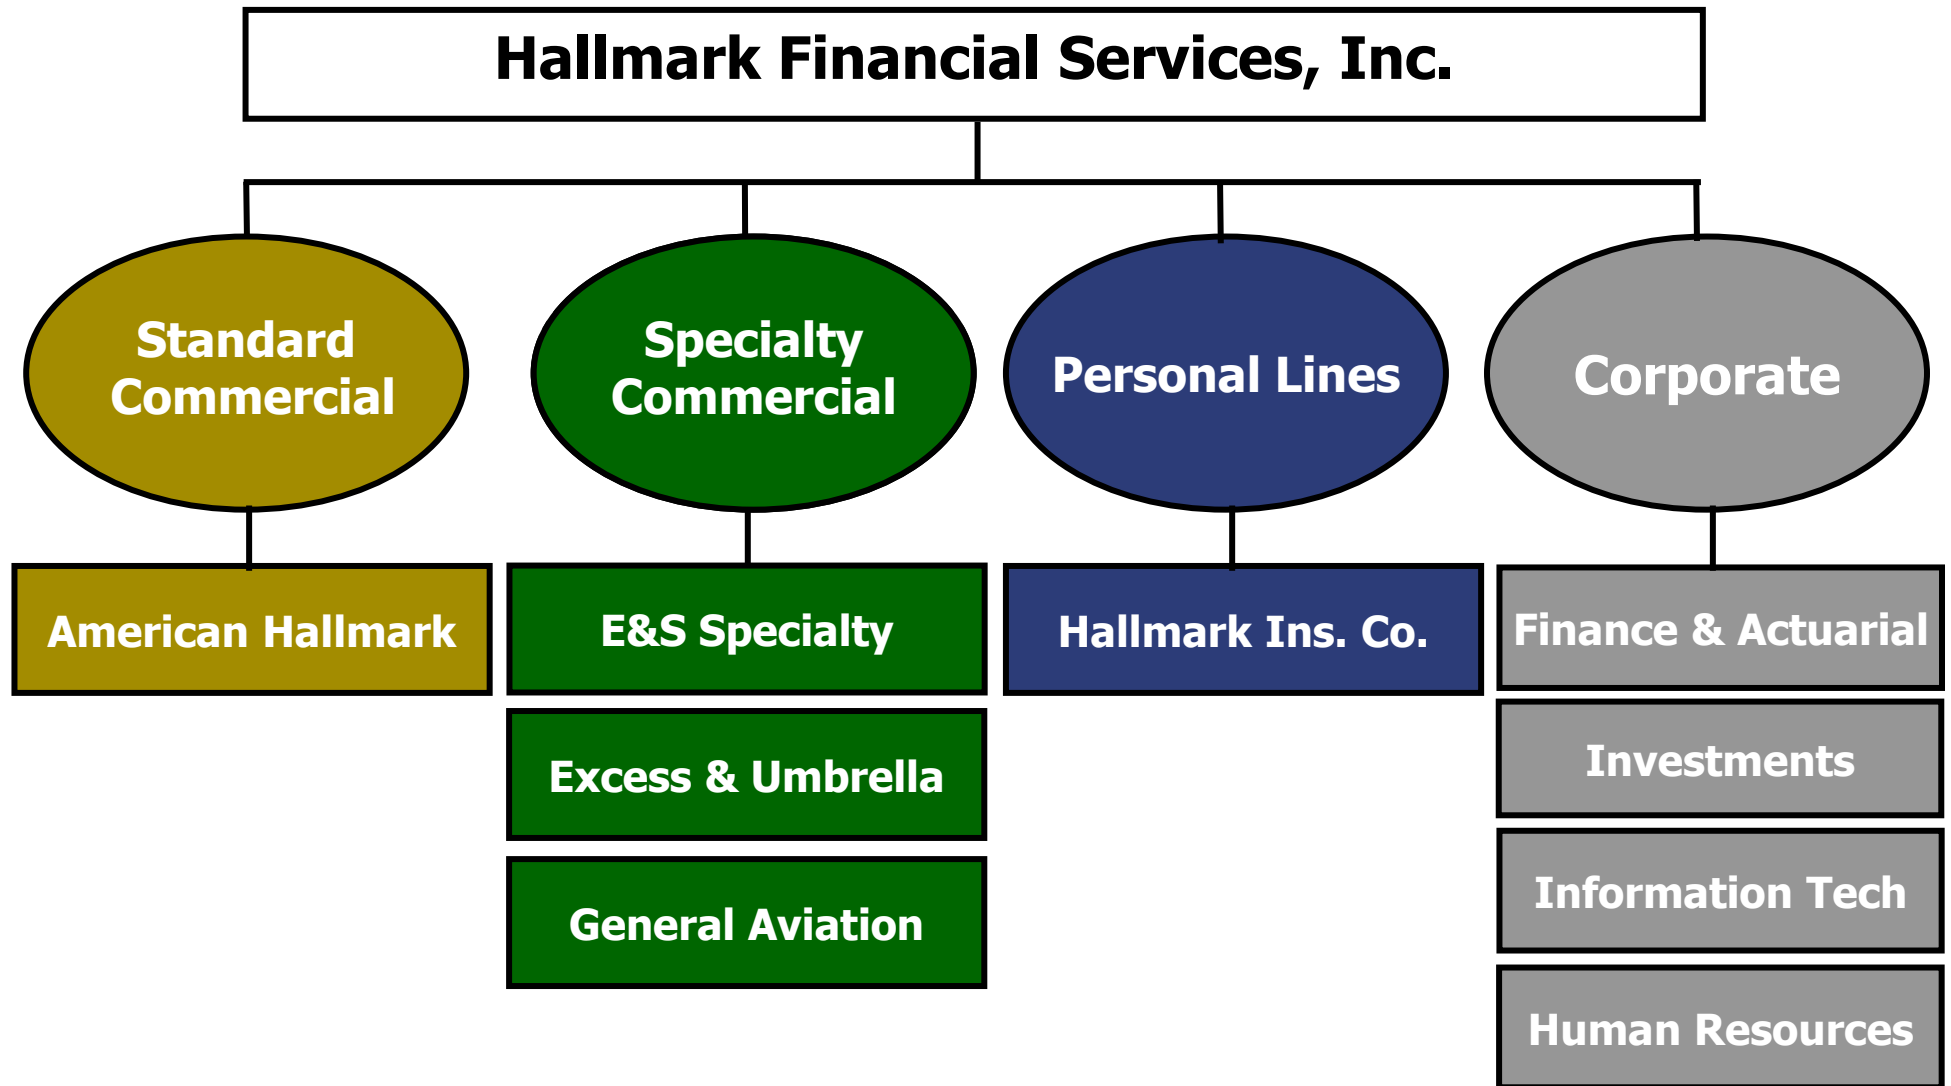 Hallmark Financial Services, Inc.
Standard
Commercial
Specialty
Commercial
Personal Lines
Corporate
American Hallmark
E&S Specialty
Hallmark Ins. Co.
Finance & Actuarial
Excess & Umbrella
Investments
General Aviation
Information Tech
Human Resources